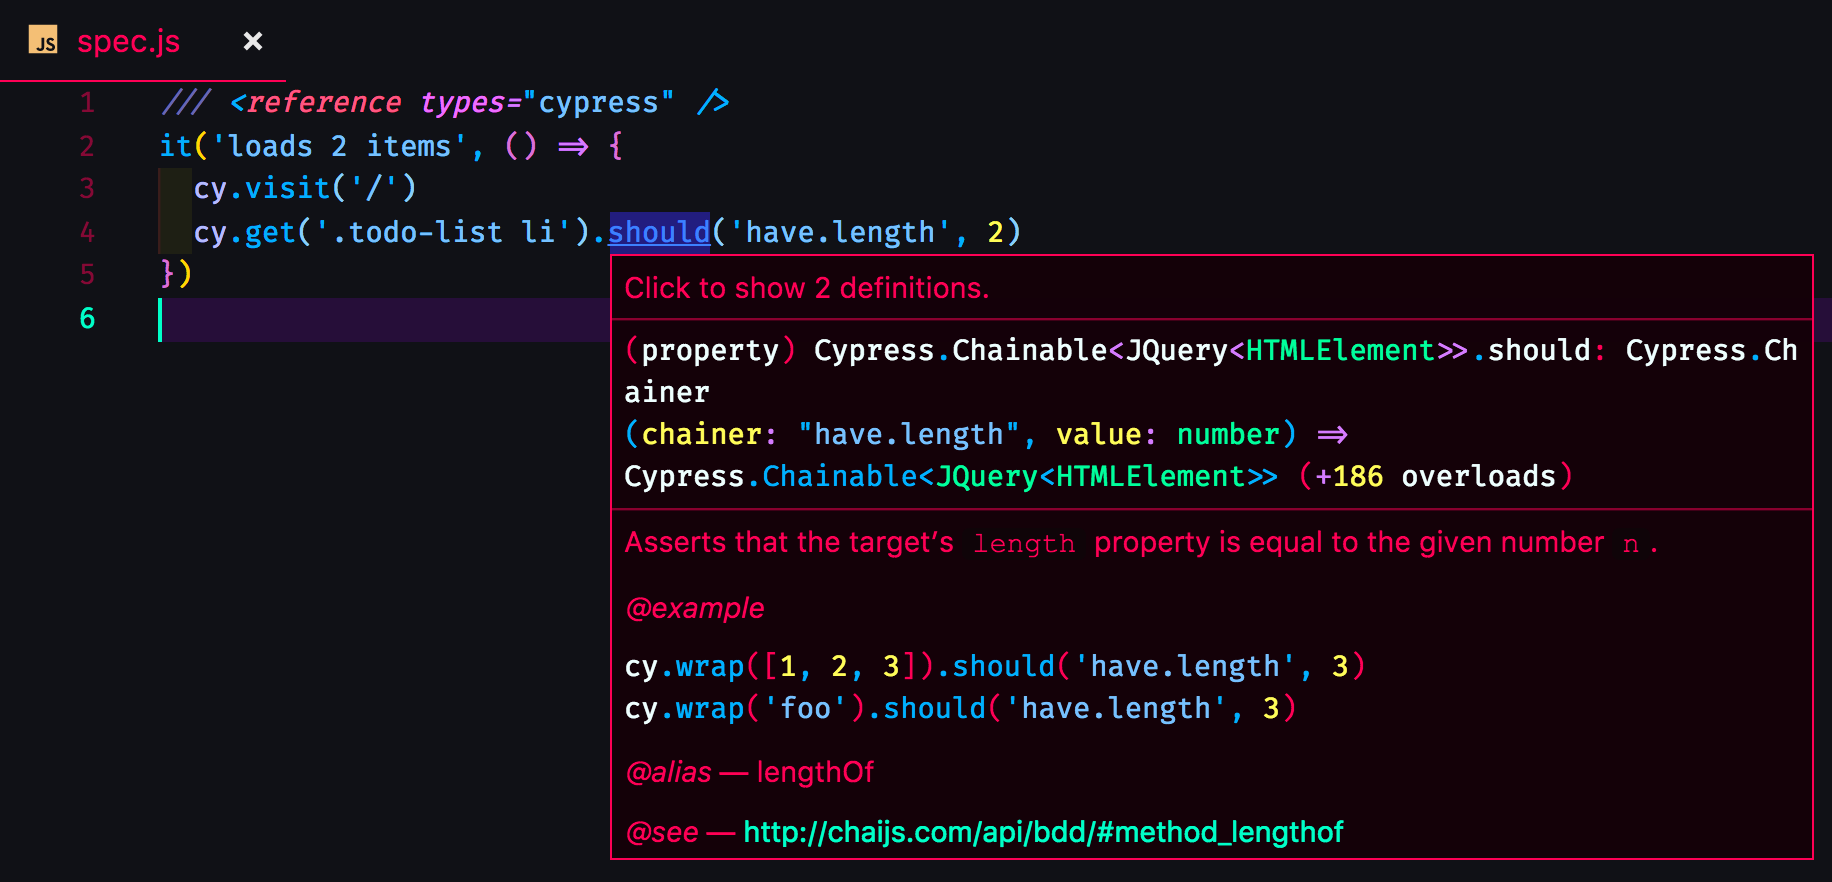 JS spec.js ×
1 /// <reference types="cypress" />
2 it('loads 2 items', () => {
3 cy.visit('/')
4 cy.get('.todo-list li').should('have.length', 2)
5 })
6
Click to show 2 definitions.
(property) Cypress.Chainable<JQuery<HTMLElement>>.should: Cypress.Ch
ainer
(chainer: "have.length", value: number) =>
Cypress.Chainable<JQuery<HTMLElement>> (+186 overloads)
Asserts that the target's length property is equal to the given number n.
@example
cy.wrap([1, 2, 3]).should('have.length', 3)
cy.wrap('foo').should('have.length', 3)
@alias — lengthOf
@see — http://chaijs.com/api/bdd/#method_lengthof